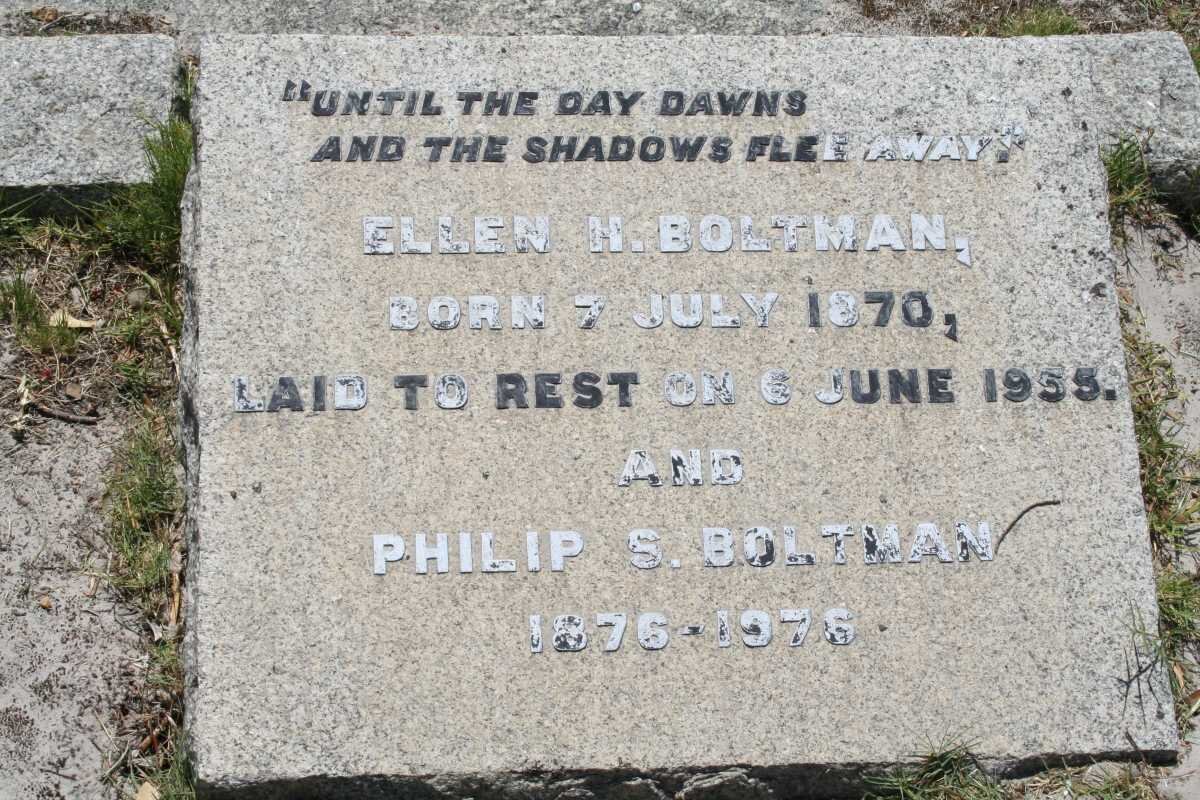 "UNTIL THE DAY DAWNS
AND THE SHADOWS FLEE AWAY."
ELLEN H. BOLTMAN,
BORN 7 JULY 1870,
LAID TO REST ON 6 JUNE 1955.
AND
PHILIP S. BOLTMAN
1876-1976